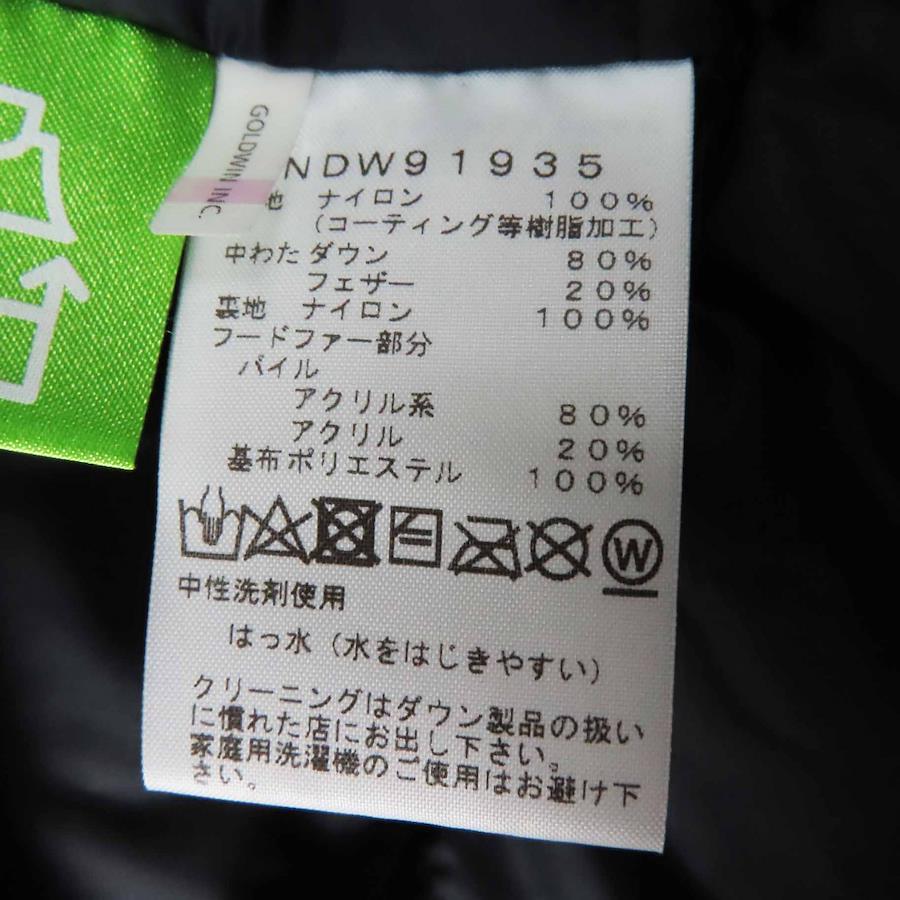 GOLDWIN INC
NDW91935
地 ナイロン 100%
(コーティング等樹脂加工)
中わた ダウン 80%
フェザー 20%
裏地 ナイロン 100%
フードファー部分
パイル
アクリル系 80%
アクリル 20%
基布ポリエステル 100%
W
中性洗剤使用
はっ水（水をはじきやすい）
クリーニングはダウン製品の扱い
に慣れた店にお出し下さい。
家庭用洗濯機のご使用はお避け下
さい。